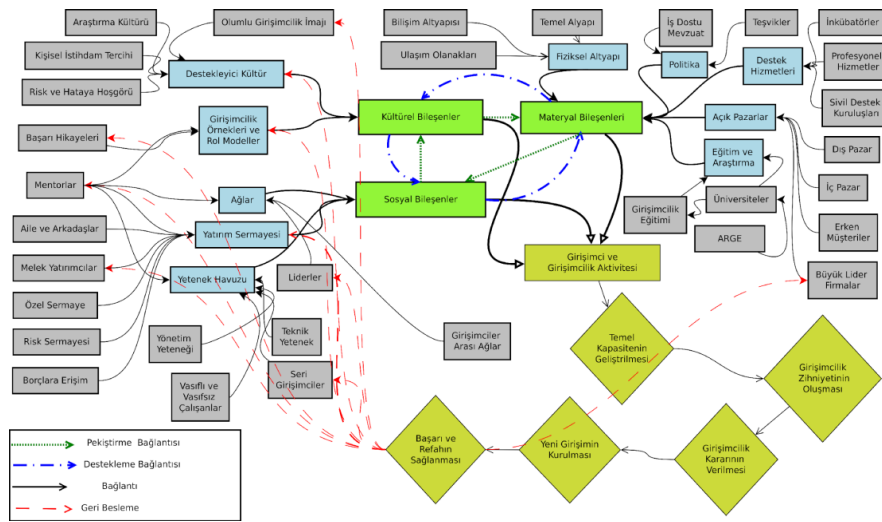 Araştırma Kültürü
Olumlu Girişimcilik İmajı
Kişisel İstihdam Tercihi
Risk ve Hataya Hoşgörü
Destekleyici Kültür
Bilişim Altyapısı
Temel Alyapı
Ulaşım Olanakları
Fiziksel Altyapı
İş Dostu
Mevzuat
Teşvikler
Politika
Destek
Hizmetleri
İnkübatörler
Profesyonel
Hizmetler
Sivil Destek
Kuruluşları
Başarı Hikayeleri
Girişimcilik
Örnekleri ve
Rol Modeller
Kültürel Bileşenler
Materyal Bileşenleri
Açık Pazarlar
Dış Pazar
Eğitim ve
Araştırma
İç Pazar
Mentorlar
Ağlar
Sosyal Bileşenler
Girişimcilik
Eğitimi
Üniversiteler
Erken
Müşteriler
Aile ve Arkadaşlar
Yatırım Sermayesi
ARGE
Melek Yatırımcılar
Yetenek Havuzu
Liderler
Girişimci ve
Girişimcilik Aktivitesi
Büyük Lider
Firmalar
Özel Sermaye
Risk Sermayesi
Yönetim
Yeteneği
Teknik
Yetenek
Girişimciler
Arası Ağlar
Temel
Kapasitenin
Geliştirilmesi
Borçlara Erişim
Vasıflı ve
Vasıfsız
Çalışanlar
Seri
Girişimciler
Girişimcilik
Zihniyetinin
Oluşması
Başarı ve
Refahın
Sağlanması
Yeni Girişimin
Kurulması
Girişimcilik
Kararının
Verilmesi
Pekiştirme Bağlantısı
Destekleme Bağlantısı
Bağlantı
Geri Besleme